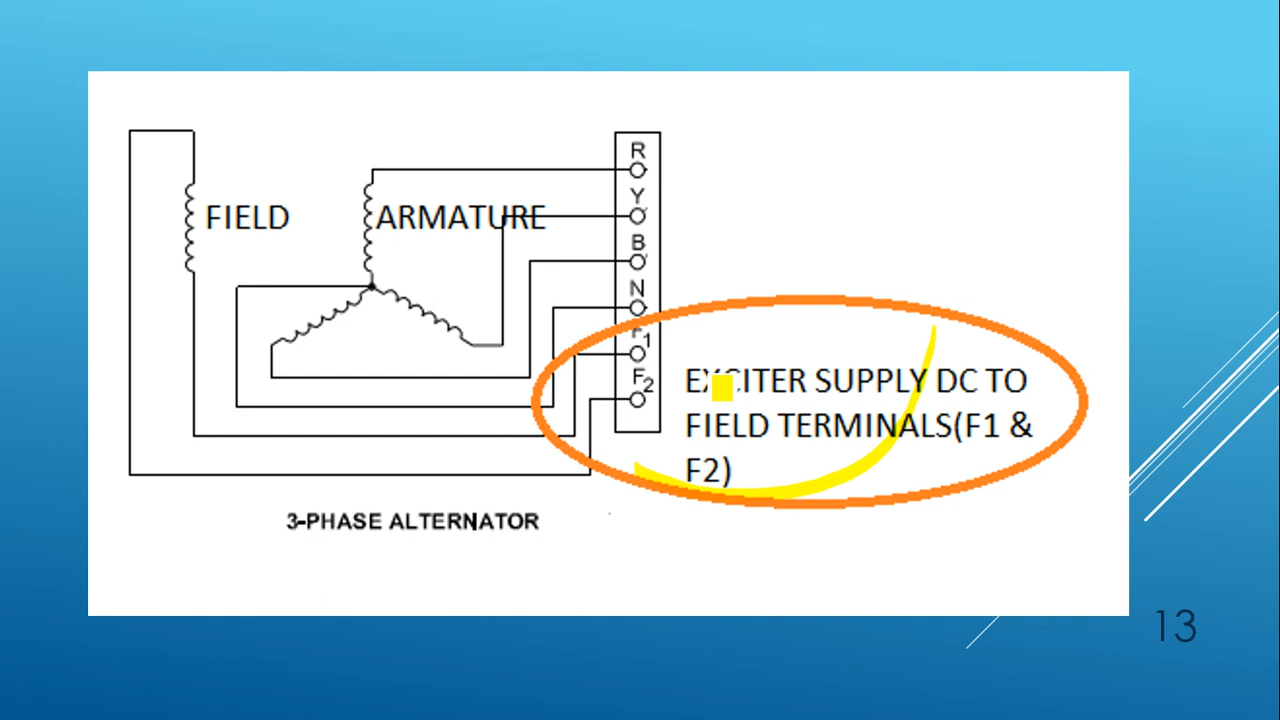 R
Y
FIELD
ARMATURE
B
N
F1
F2
EXCITER SUPPLY DC TO
FIELD TERMINALS(F1 &
F2)
3-PHASE ALTERNATOR
13